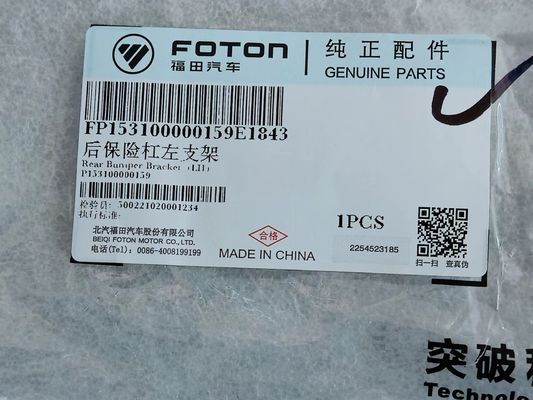 FOTON
福田汽车
纯正配件
GENUINE PARTS
FP153100000159E1843
后保险杠左支架
Rear Bumper Bracket (LH)
P153100000159
检验员: 500221020001234
执行标准:
北汽福田汽车股份有限公司
BEIQI FOTON MOTOR CO., LTD.
电话(Tel): 0086-4008199199
合格
MADE IN CHINA
1PCS
2254523185
扫一扫 查真伪
突破
Technolo